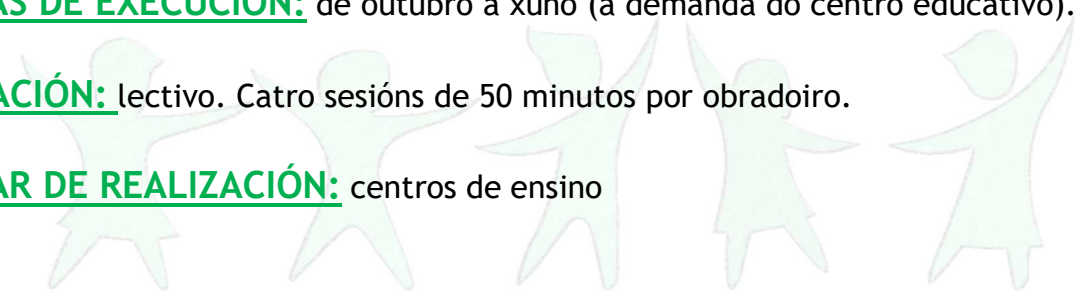 AS DE EXECUCIÓN: de outubro a xuño (a demanda do centro educativo).
ACIÓN: lectivo. Catro sesións de 50 minutos por obradoiro.
AR DE REALIZACIÓN: centros de ensino